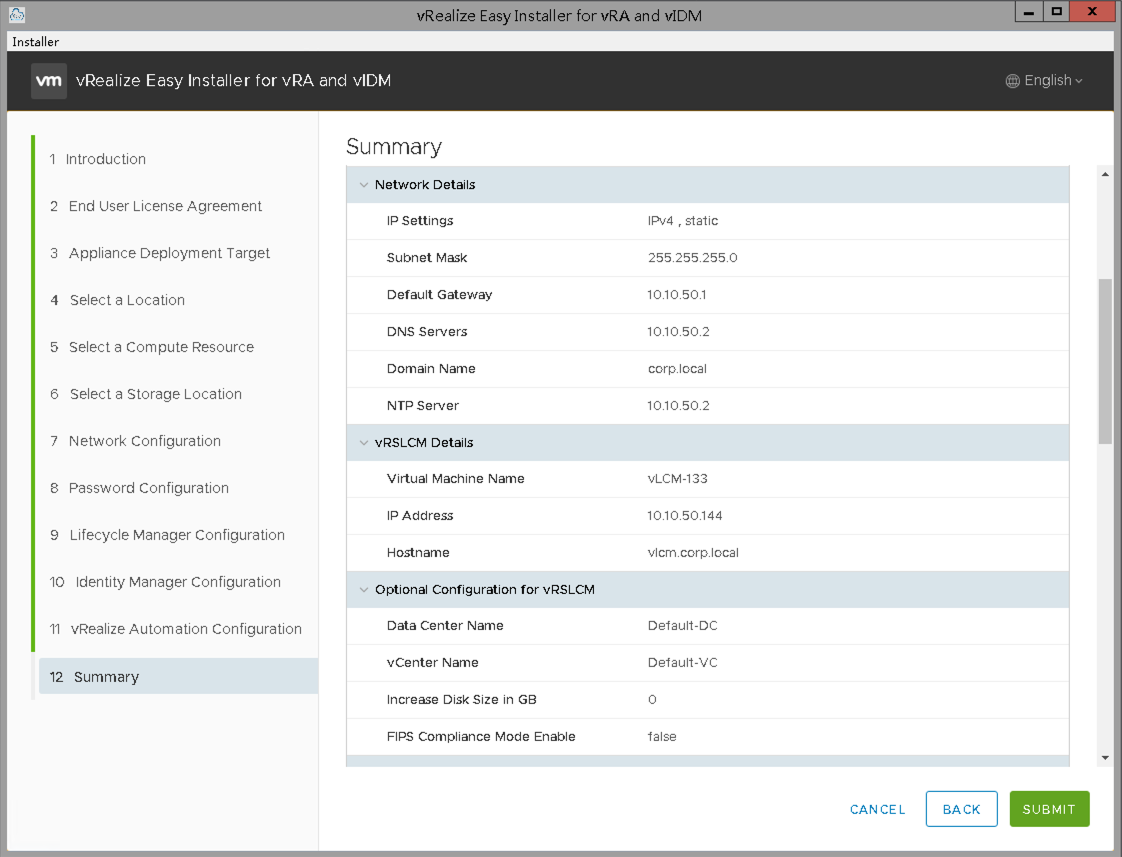 vRealize Easy Installer for vRA and vIDM
Installer
vm vRealize Easy Installer for vRA and vIDM English
1 Introduction
2 End User License Agreement
3 Appliance Deployment Target
4 Select a Location
5 Select a Compute Resource
6 Select a Storage Location
7 Network Configuration
8 Password Configuration
9 Lifecycle Manager Configuration
10 Identity Manager Configuration
11 vRealize Automation Configuration
12 Summary
Summary
Network Details
IP Settings IPv4 , static
Subnet Mask 255.255.255.0
Default Gateway 10.10.50.1
DNS Servers 10.10.50.2
Domain Name corp.local
NTP Server 10.10.50.2
vRSLCM Details
Virtual Machine Name vLCM-133
IP Address 10.10.50.144
Hostname vlcm.corp.local
Optional Configuration for vRSLCM
Data Center Name Default-DC
vCenter Name Default-VC
Increase Disk Size in GB 0
FIPS Compliance Mode Enable false
CANCEL BACK SUBMIT